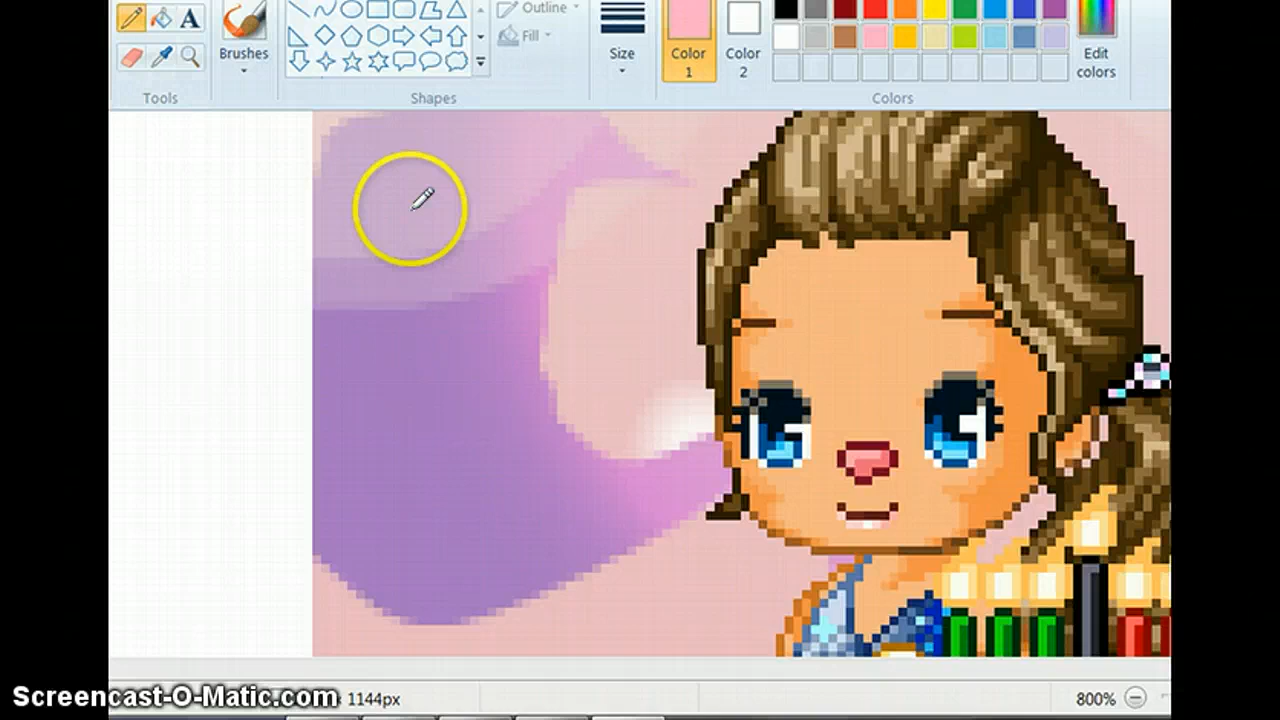 Outline
Fill
A
Brushes
Size
Color 1
Color 2
Edit colors
Tools
Shapes
Colors
Screencast-O-Matic.com
1144px
800%